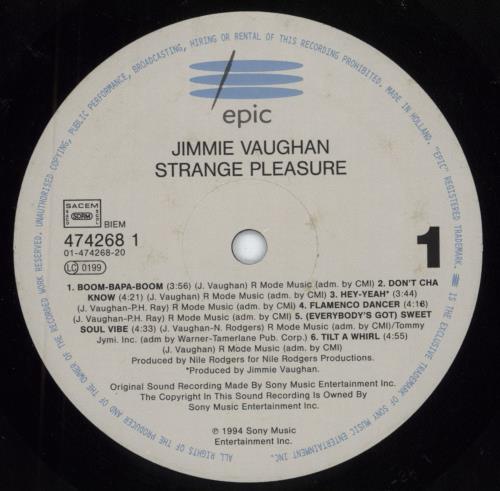 UNAUTHORISED COPYING, PUBLIC PERFORMANCE, BROADCASTING, HIRING OR RENTAL OF THIS RECORDING PROHIBITED. MADE IN HOLLAND. "EPIC" REGISTERED TRADEMARK.
IS THE EXCLUSIVE TRADEMARK OF SONY MUSIC ENTERTAINMENT INC.
ALL RIGHTS OF THE PRODUCER AND OF THE OWNER OF THE RECORDED WORK RESERVED.
epic
JIMMIE VAUGHAN
STRANGE PLEASURE
SACEM
SDRM
BIEM
474268 1
01-474268-20
LC 0199
1
1. BOOM-BAPA-BOOM (3:56) (J. Vaughan) R Mode Music (adm. by CMI) 2. DON'T CHA
KNOW (4:21) (J. Vaughan) R Mode Music (adm. by CMI) 3. HEY-YEAH* (3:44)
(J. Vaughan-P.H. Ray) R Mode Music (adm. by CMI) 4. FLAMENCO DANCER (4:16)
(J. Vaughan-P.H. Ray) R Mode Music (adm. by CMI) 5. (EVERYBODY'S GOT) SWEET
SOUL VIBE (4:33) (J. Vaughan-N. Rodgers) R Mode Music (adm. by CMI)/Tommy
Jymi. Inc. (adm by Warner-Tamerlane Pub. Corp.) 6. TILT A WHIRL (4:55)
(J. Vaughan) R Mode Music (adm. by CMI)
Produced by Nile Rodgers for Nile Rodgers Productions.
*Produced by Jimmie Vaughan.
Original Sound Recording Made By Sony Music Entertainment Inc.
The Copyright In This Sound Recording Is Owned By
Sony Music Entertainment Inc.
℗ 1994 Sony Music
Entertainment Inc.